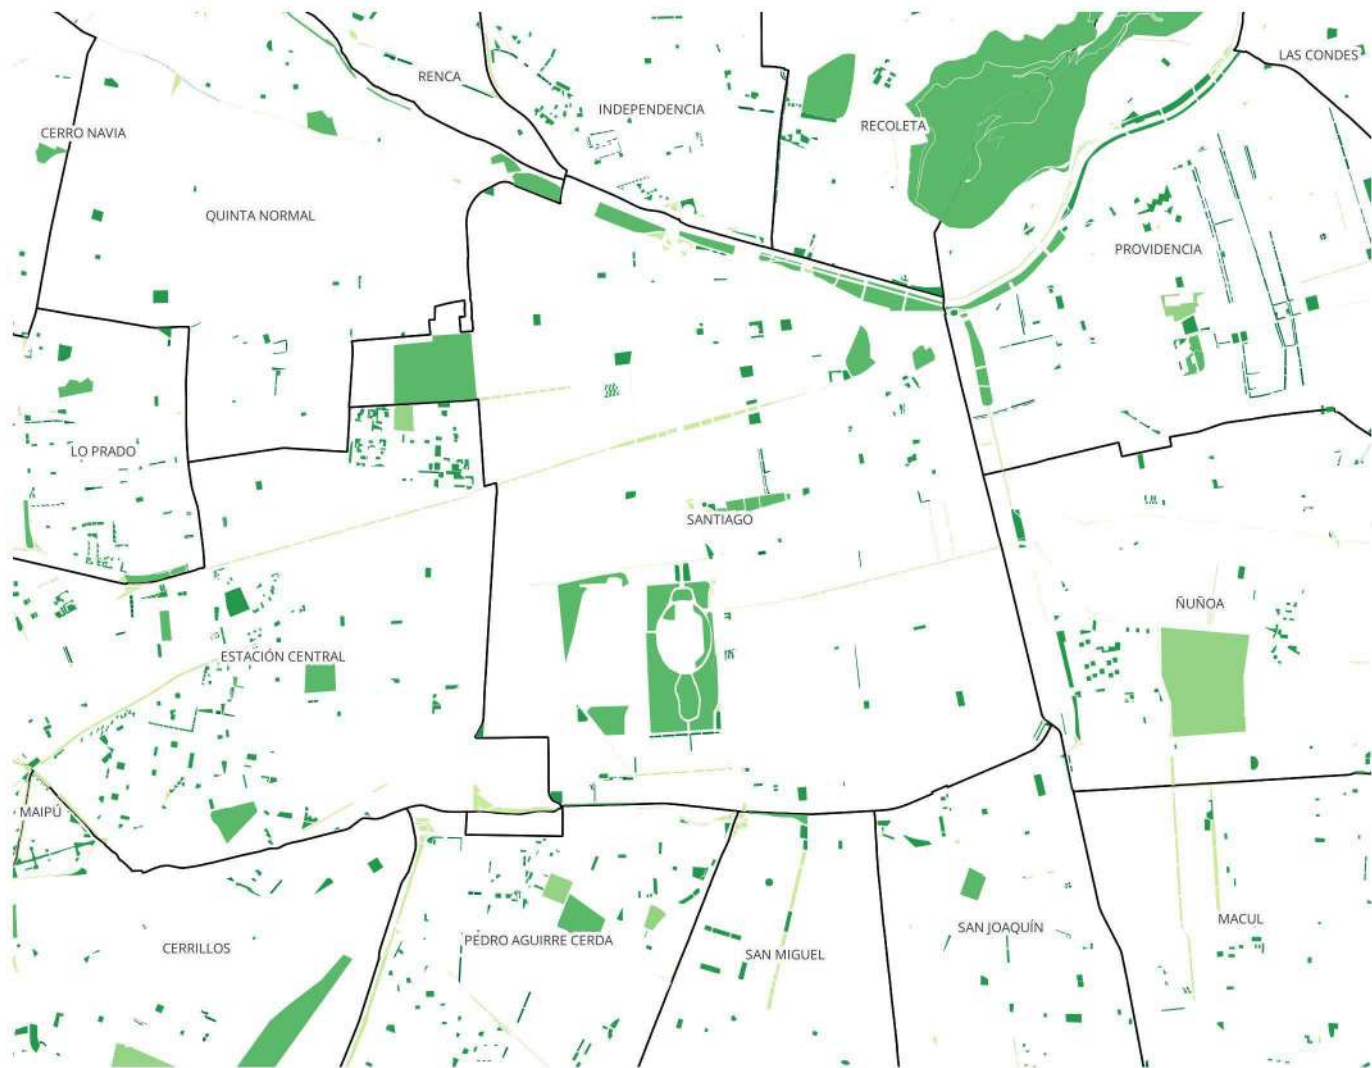 LAS CONDES
RENCA
INDEPENDENCIA
RECOLETA
CERRO NAVIA
QUINTA NORMAL
PROVIDENCIA
LO PRADO
SANTIAGO
ÑUÑOA
ESTACIÓN CENTRAL
MAIPÚ
MACUL
SAN JOAQUÍN
PEDRO AGUIRRE CERDA
CERRILLOS
SAN MIGUEL